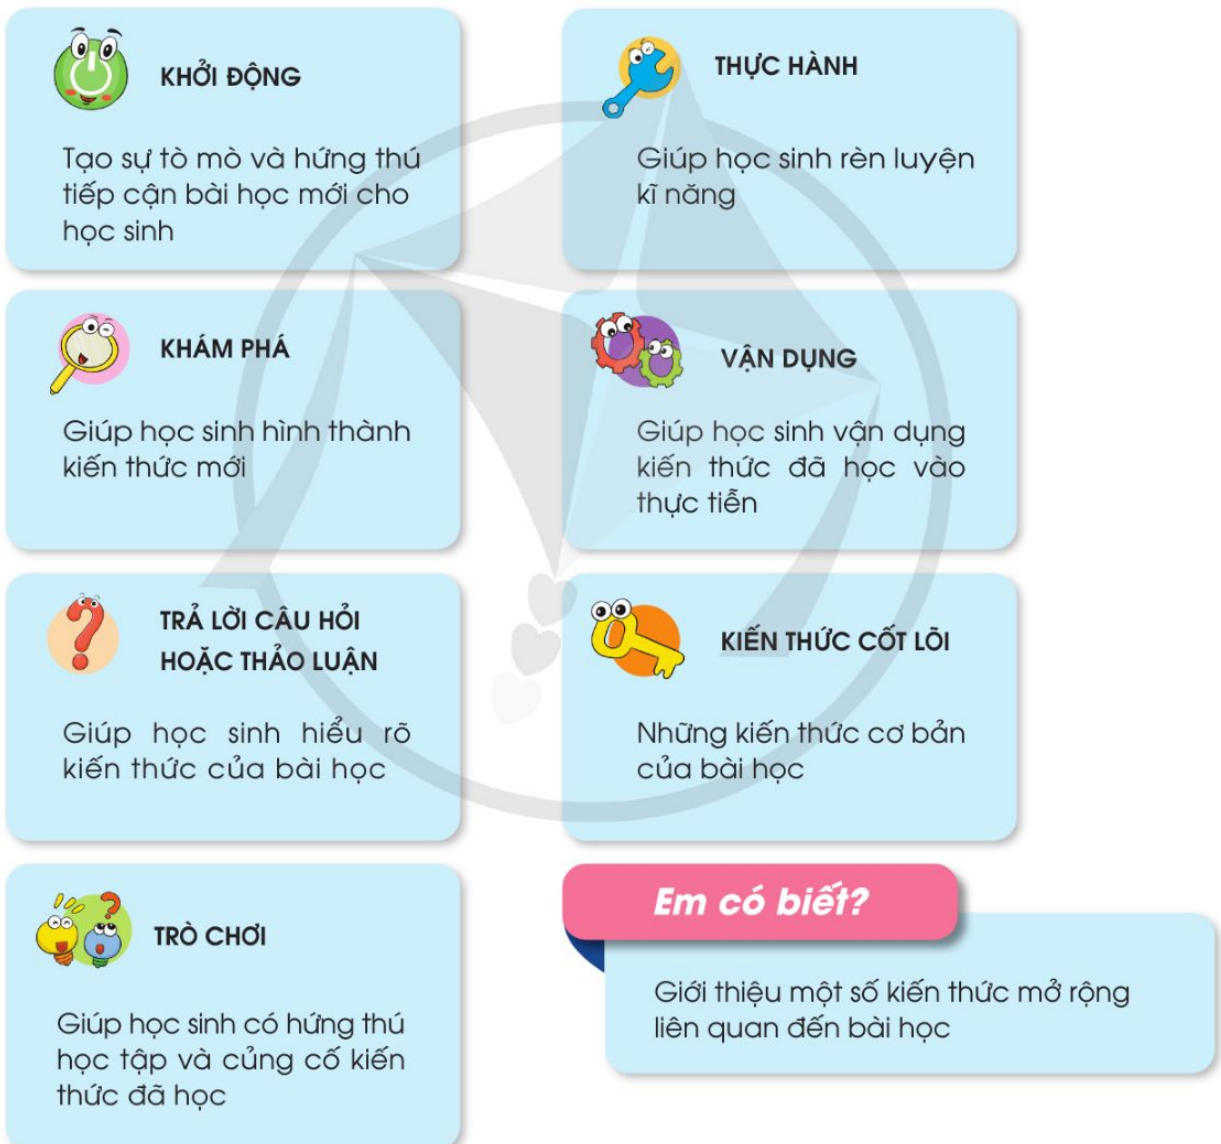 KHỞI ĐỘNG
Tạo sự tò mò và hứng thú
tiếp cận bài học mới cho
học sinh
THỰC HÀNH
Giúp học sinh rèn luyện
kĩ năng
KHÁM PHÁ
Giúp học sinh hình thành
kiến thức mới
VẬN DỤNG
Giúp học sinh vận dụng
kiến thức đã học vào
thực tiễn
TRẢ LỜI CÂU HỎI
HOẶC THẢO LUẬN
Giúp học sinh hiểu rõ
kiến thức của bài học
KIẾN THỨC CỐT LÕI
Những kiến thức cơ bản
của bài học
TRÒ CHƠI
Giúp học sinh có hứng thú
học tập và củng cố kiến
thức đã học
Em có biết?
Giới thiệu một số kiến thức mở rộng
liên quan đến bài học